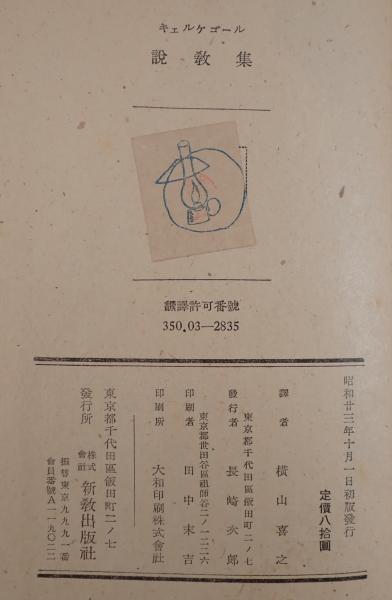 キェルケゴール
說敎集
飜譯許可番號
350.03—2835
昭和廿三年十月一日初版發行
定價八拾圓
譯者 橫山喜之
東京都千代田區飯田町二ノ七
發行者 長崎次郎
東京都世田谷區祖師谷二ノ一二二六
印刷者 田中末吉
印刷所 大和印刷株式會社
東京都千代田區飯田町二ノ七
發行所 株式會社 新敎出版社
振替東京九九九一番
會員番號A一一九〇二二